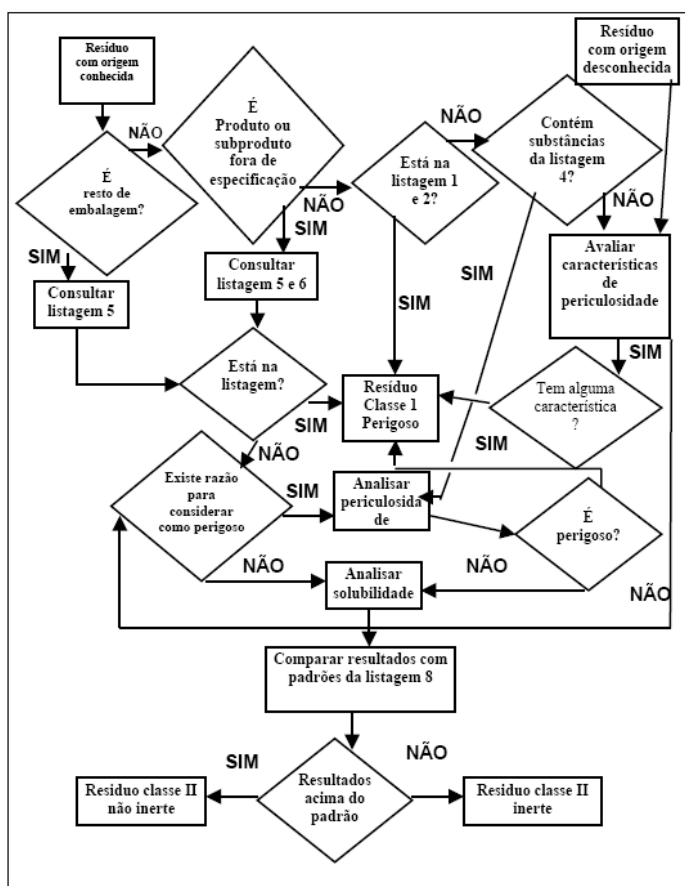 Resíduo
com origem
conhecida
É
Produto ou
subproduto
fora de
especificação
NÃO
É
resto de
embalagem?
NÃO
Está na
listagem 1
e 2?
NÃO
Contém
substâncias
da listagem
4?
Resíduo
com origem
desconhecida
SIM
Consultar
listagem 5
SIM
Consultar
listagem 5 e 6
SIM
SIM
NÃO
Avaliar
características
de
periculosidade
SIM
Está na
listagem?
SIM
Resíduo
Classe 1
Perigoso
Tem alguma
característica
?
SIM
NÃO
Existe razão
para
considerar
como perigoso
SIM
Analisar
periculosida
de
É
perigoso?
NÃO
Analisar
solubilidade
NÃO
NÃO
Comparar resultados com
padrões da listagem 8
SIM
Resultados
acima do
padrão
NÃO
Residuo classe II
não inerte
Residuo classe II
inerte